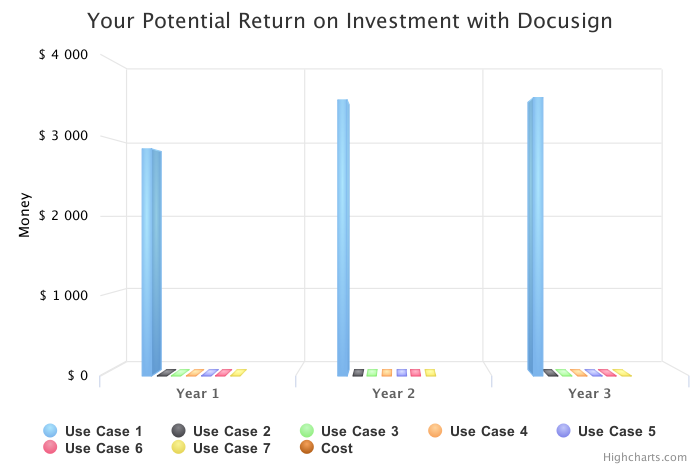 Your Potential Return on Investment with Docusign
$ 4 000
$ 3 000
$ 2 000
$ 1 000
$ 0
Money
Year 1 Year 2 Year 3
Use Case 1 Use Case 2 Use Case 3 Use Case 4 Use Case 5
Use Case 6 Use Case 7 Cost
Highcharts.com